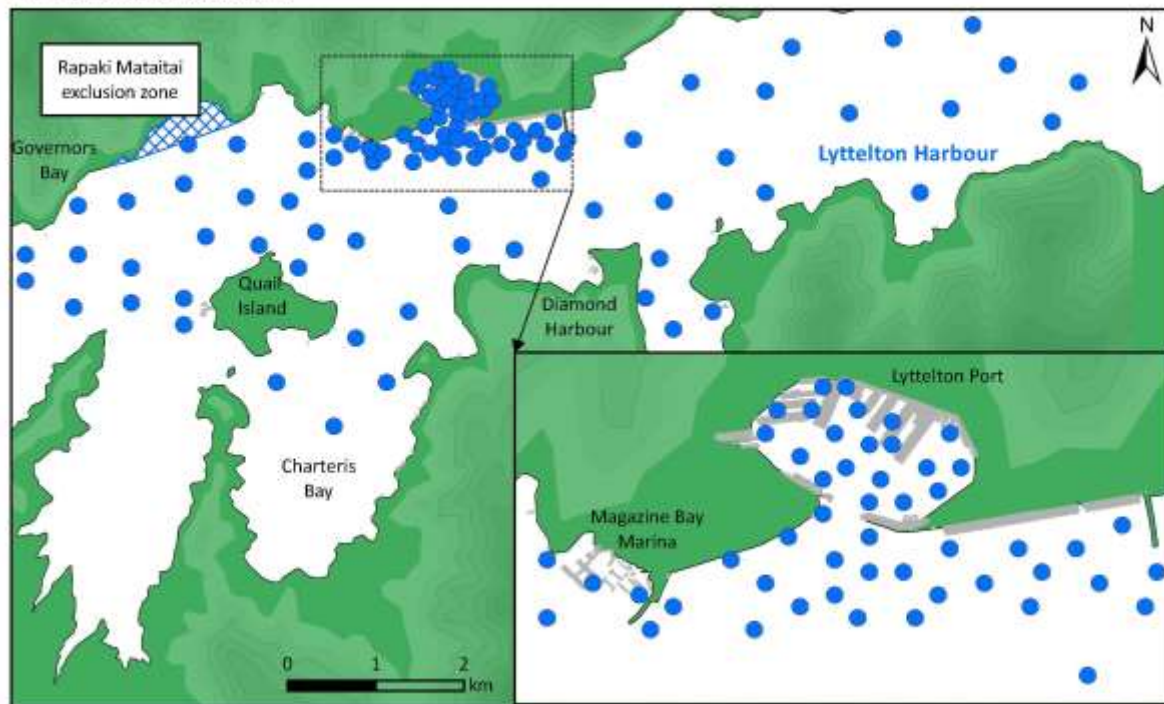 N
Rapaki Mataitai
exclusion zone
Governors
Bay
Lyttelton Harbour
Quail
Island
Diamond
Harbour
Lyttelton Port
Charteris
Bay
Magazine Bay
Marina
0 1 2
km